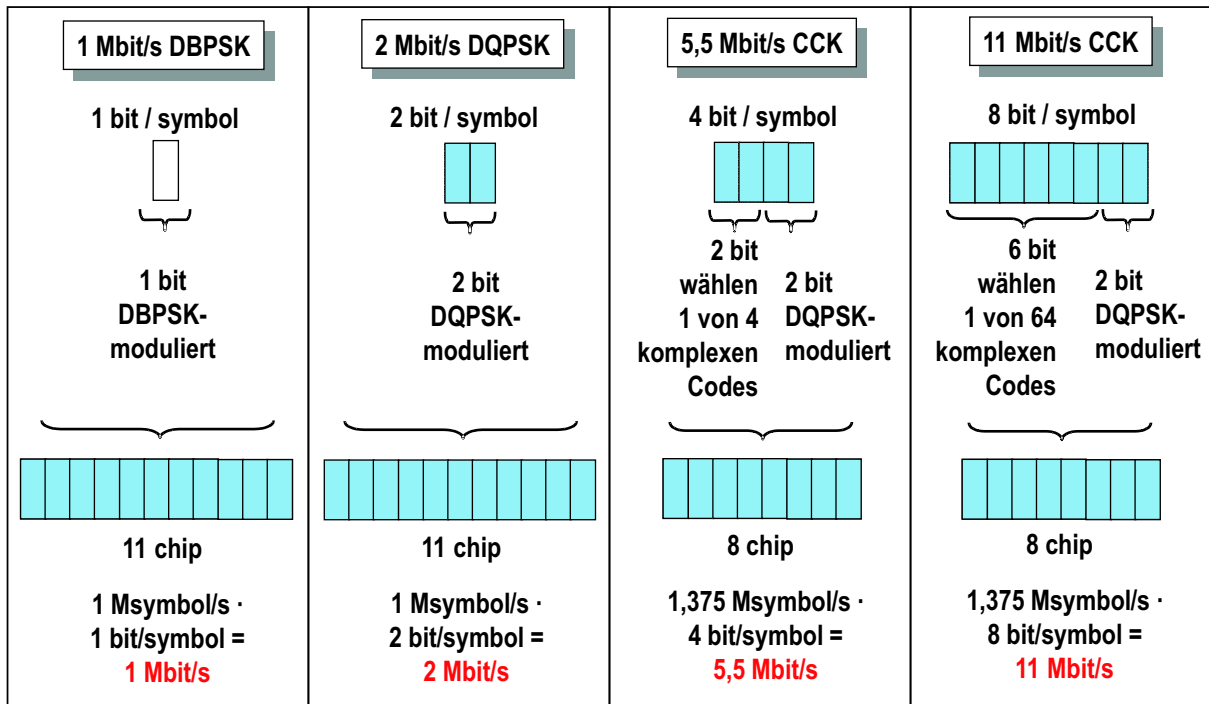 1 Mbit/s DBPSK
1 bit / symbol
1 bit
DBPSK-
moduliert
11 chip
1 Msymbol/s ·
1 bit/symbol =
1 Mbit/s
2 Mbit/s DQPSK
2 bit / symbol
2 bit
DQPSK-
moduliert
11 chip
1 Msymbol/s ·
2 bit/symbol =
2 Mbit/s
5,5 Mbit/s CCK
4 bit / symbol
2 bit
wählen
1 von 4
komplexen
Codes
2 bit
DQPSK-
moduliert
8 chip
1,375 Msymbol/s ·
4 bit/symbol =
5,5 Mbit/s
11 Mbit/s CCK
8 bit / symbol
6 bit
wählen
1 von 64
komplexen
Codes
2 bit
DQPSK-
moduliert
8 chip
1,375 Msymbol/s ·
8 bit/symbol =
11 Mbit/s